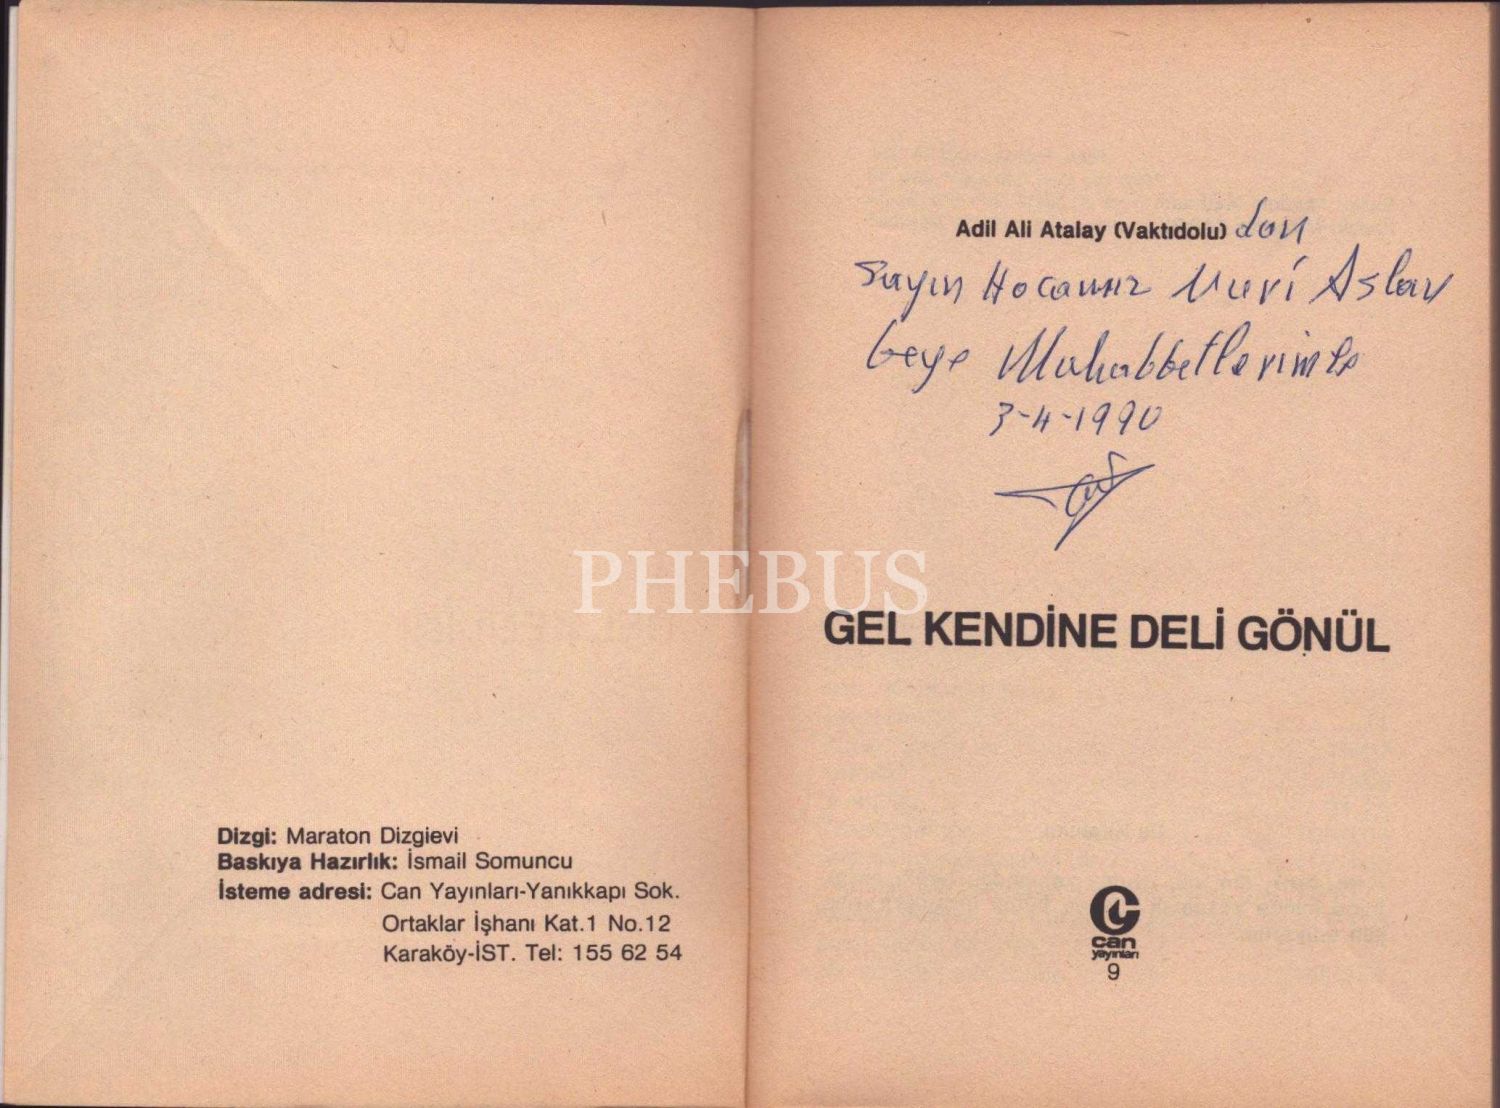 Dizgi: Maraton Dizgievi
Baskıya Hazırlık: İsmail Somuncu
İsteme adresi: Can Yayınları-Yanıkkapı Sok.
Ortaklar İşhanı Kat.1 No.12
Karaköy-İST. Tel: 155 62 54
Adil Ali Atalay (Vaktıdolu) dan
Sayın Hocamız Nuri Aslan
beye Muhabbetlerimle
3-4-1990
PHEBUS
GEL KENDİNE DELİ GÖNÜL
can
yayınları
9